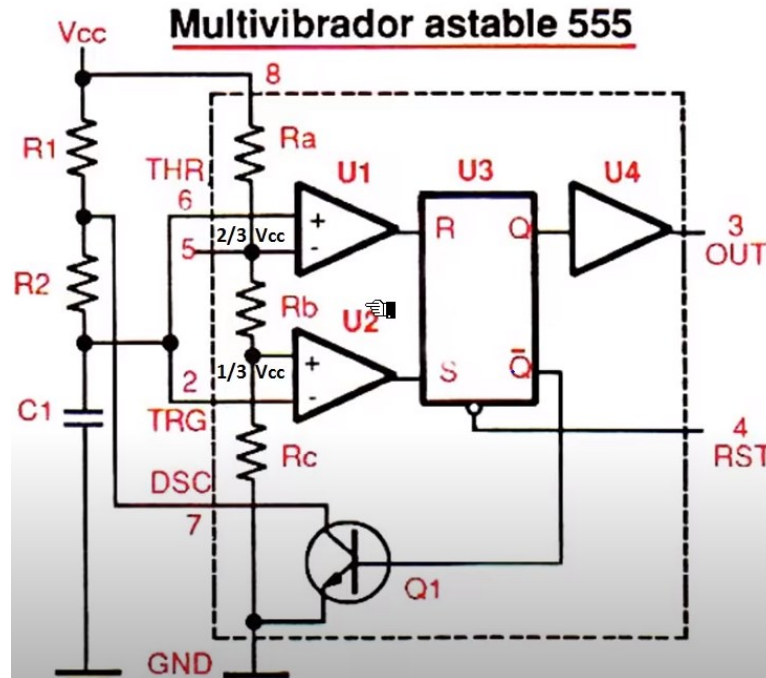 Multivibrador astable 555
Vcc
8
R1
Ra
THR
U1
U3
U4
6
+
2/3 Vcc
-
R
Q
3
5
OUT
R2
Rb
U2
+
1/3 Vcc
S
Q̅
2
-
C1
TRG
4
Rc
RST
DSC
7
Q1
GND